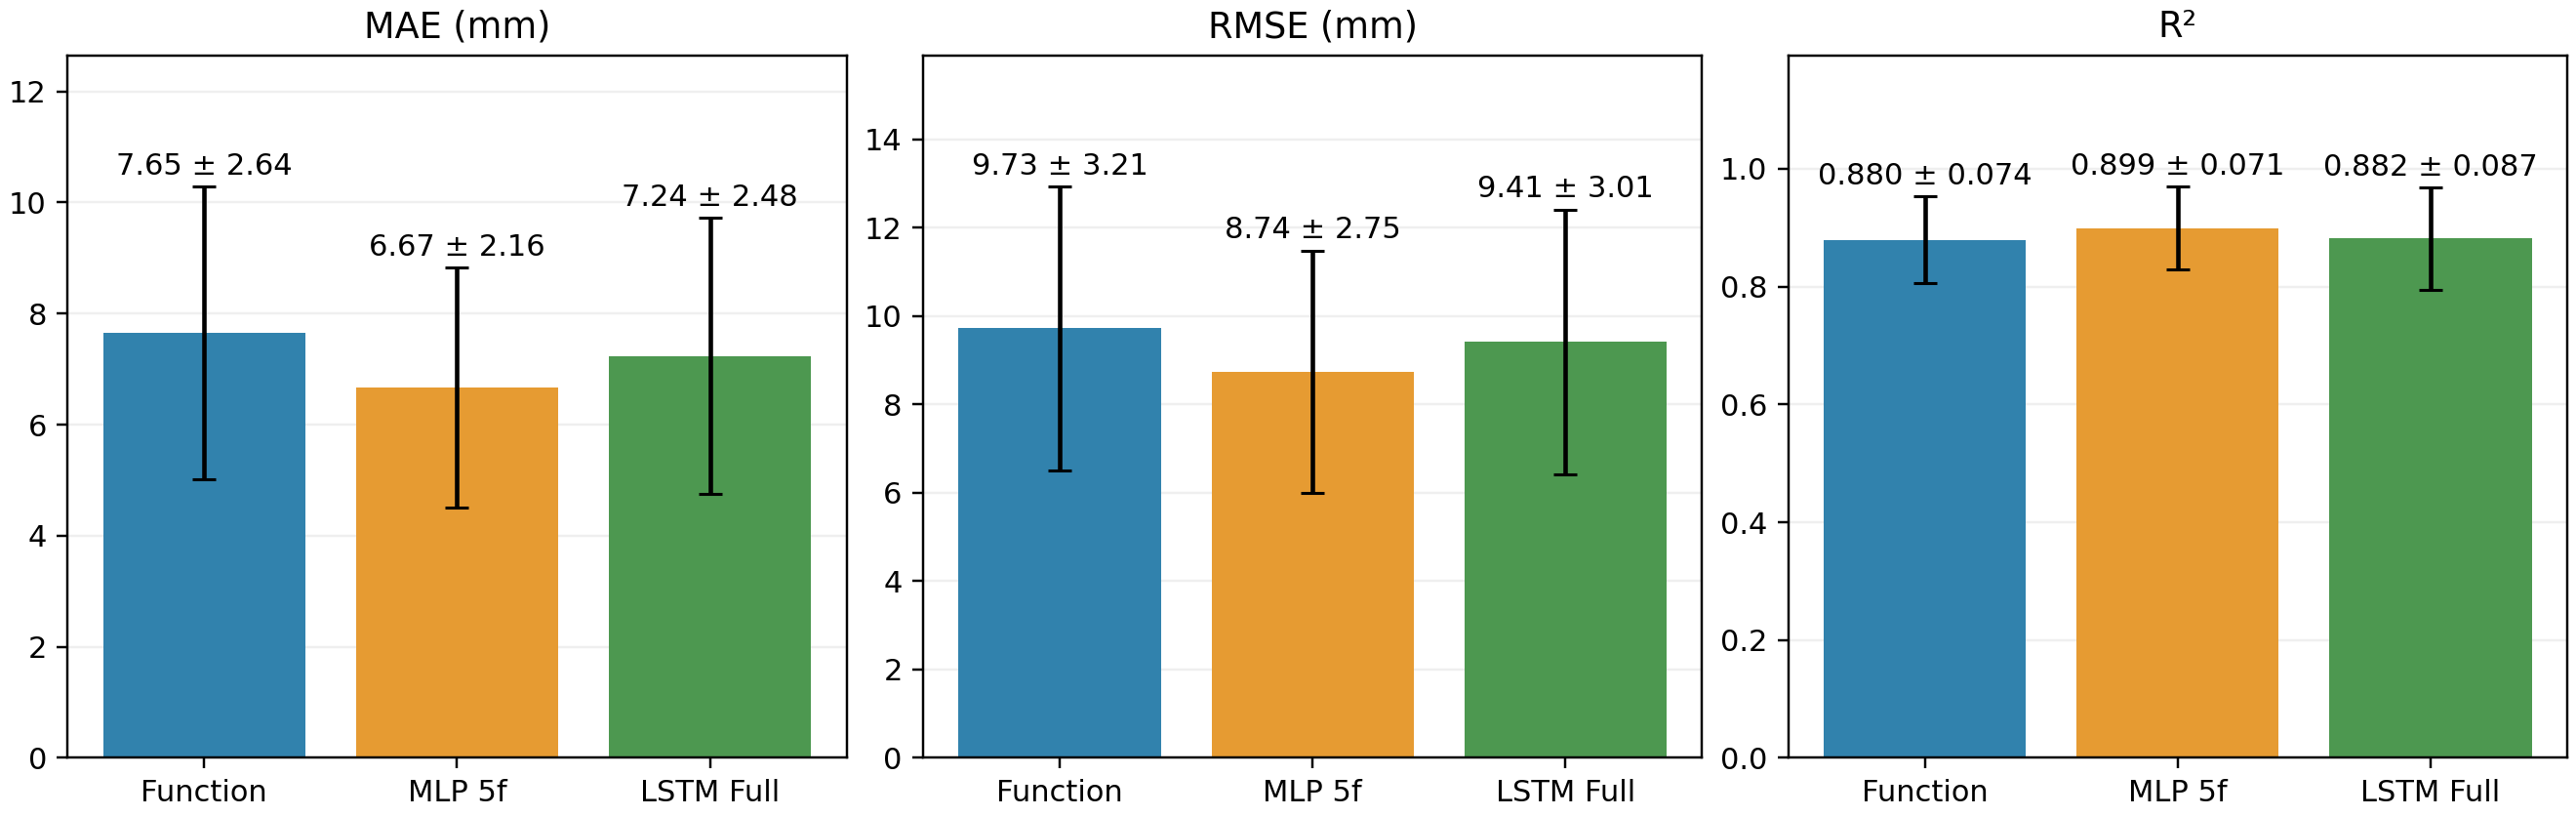 MAE (mm)
12
10
8
6
4
2
0
7.65 ± 2.64
6.67 ± 2.16
7.24 ± 2.48
Function
MLP 5f
LSTM Full
RMSE (mm)
14
12
10
8
6
4
2
0
9.73 ± 3.21
8.74 ± 2.75
9.41 ± 3.01
Function
MLP 5f
LSTM Full
R²
1.0
0.8
0.6
0.4
0.2
0.0
0.880 ± 0.074
0.899 ± 0.071
0.882 ± 0.087
Function
MLP 5f
LSTM Full